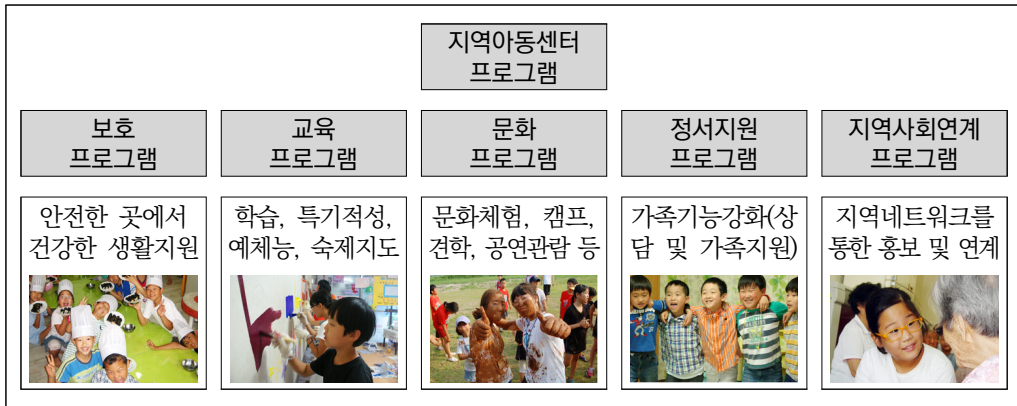 지역아동센터
프로그램
보호
프로그램
교육
프로그램
문화
프로그램
정서지원
프로그램
지역사회연계
프로그램
안전한 곳에서
건강한 생활지원
학습, 특기적성,
예체능, 숙제지도
문화체험, 캠프,
견학, 공연관람 등
가족기능강화(상
담 및 가족지원)
지역네트워크를
통한 홍보 및 연계